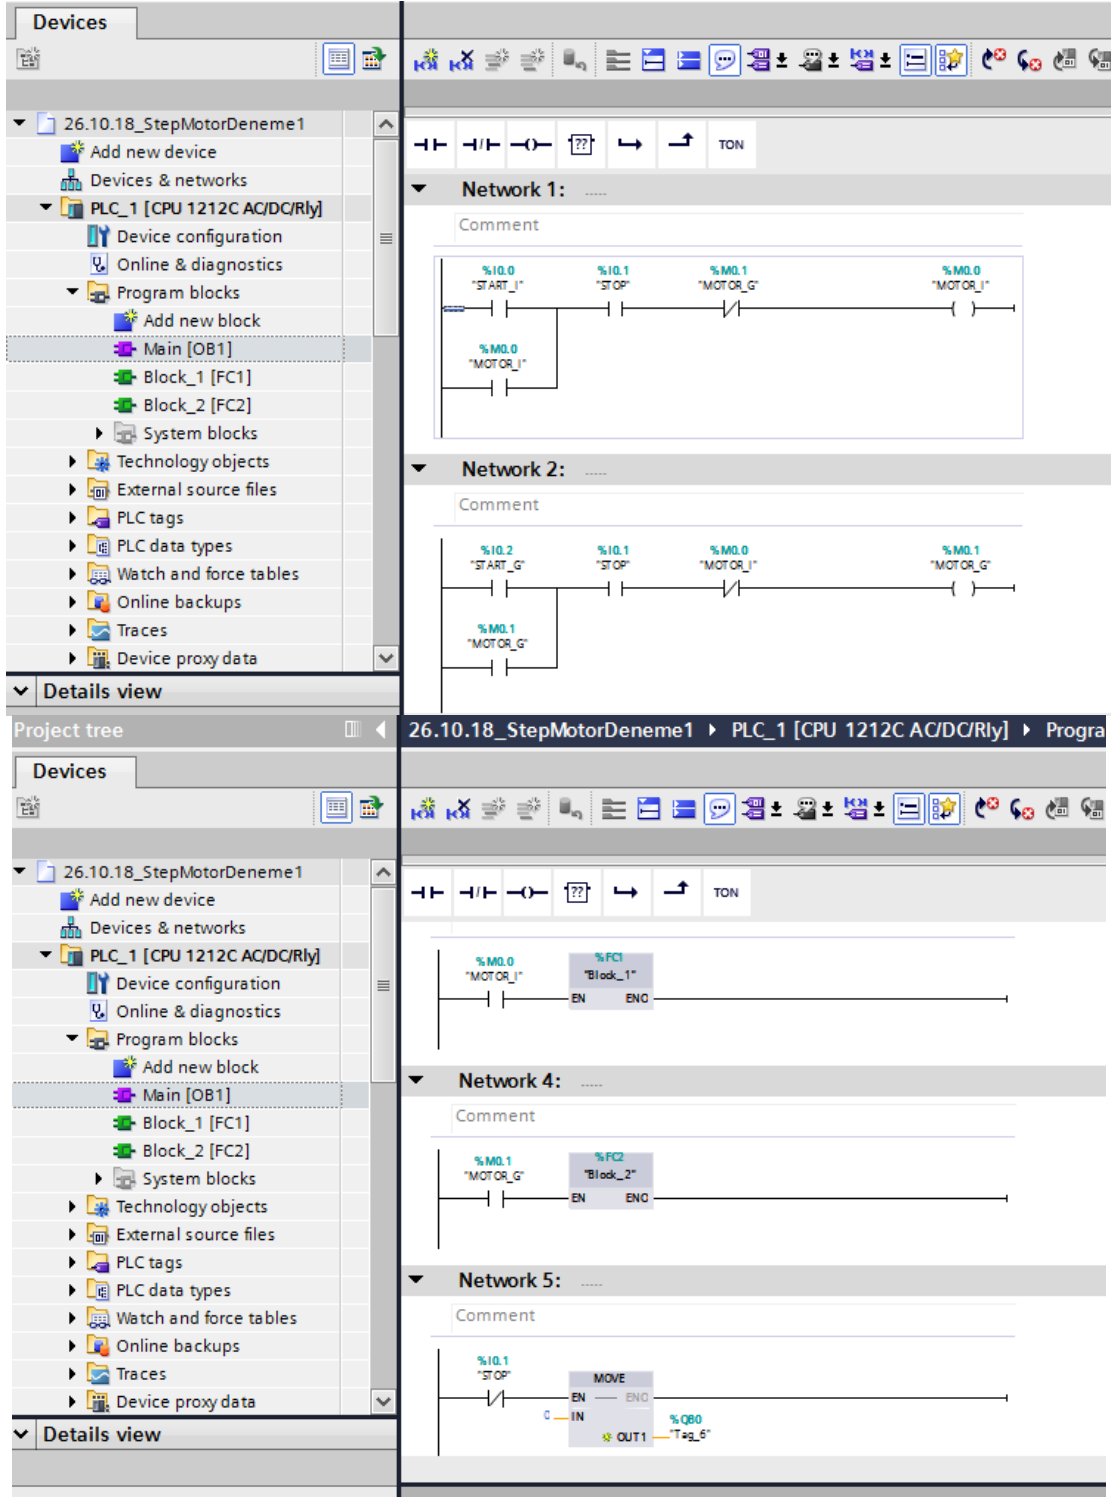 Devices
26.10.18_StepMotorDeneme1
Add new device
Devices & networks
PLC_1 [CPU 1212C AC/DC/Rly]
Device configuration
Online & diagnostics
Program blocks
Add new block
Main [OB1]
Block_1 [FC1]
Block_2 [FC2]
System blocks
Technology objects
External source files
PLC tags
PLC data types
Watch and force tables
Online backups
Traces
Device proxy data
Details view
?? TON
Network 1: .....
Comment
%I0.0 %I0.1 %M0.1 %M0.0
"START_I" "STOP" "MOTOR_G" "MOTOR_I"
%M0.0
"MOTOR_I"
Network 2: .....
Comment
%I0.2 %I0.1 %M0.0 %M0.1
"START_G" "STOP" "MOTOR_I" "MOTOR_G"
%M0.1
"MOTOR_G"
Project tree
26.10.18_StepMotorDeneme1 PLC_1 [CPU 1212C AC/DC/Rly] Progra
Devices
26.10.18_StepMotorDeneme1
Add new device
Devices & networks
PLC_1 [CPU 1212C AC/DC/Rly]
Device configuration
Online & diagnostics
Program blocks
Add new block
Main [OB1]
Block_1 [FC1]
Block_2 [FC2]
System blocks
Technology objects
External source files
PLC tags
PLC data types
Watch and force tables
Online backups
Traces
Device proxy data
Details view
?? TON
%M0.0 %FC1
"MOTOR_I" "Block_1"
EN ENO
Network 4: .....
Comment
%M0.1 %FC2
"MOTOR_G" "Block_2"
EN ENO
Network 5: .....
Comment
%I0.1
"STOP" MOVE
EN ENO
0 IN
%QB0
OUT1 "Tag_6"